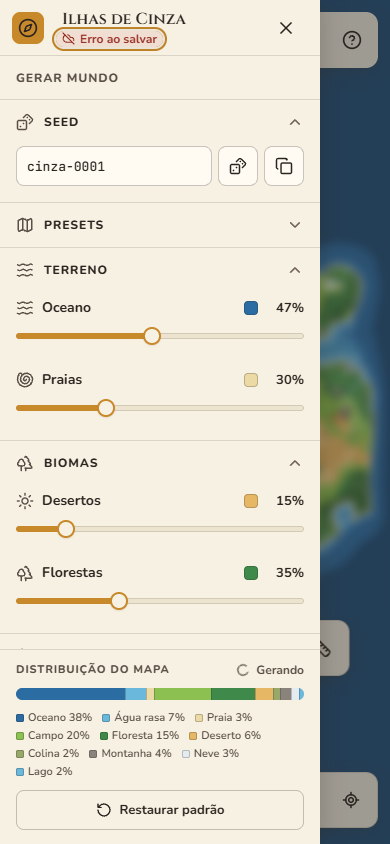 Ilhas de Cinza
Erro ao salvar
GERAR MUNDO
SEED
cinza-0001
PRESETS
TERRENO
Oceano 47%
Praias 30%
BIOMAS
Desertos 15%
Florestas 35%
DISTRIBUIÇÃO DO MAPA Gerando
Oceano 38% Água rasa 7% Praia 3%
Campo 20% Floresta 15% Deserto 6%
Colina 2% Montanha 4% Neve 3%
Lago 2%
Restaurar padrão